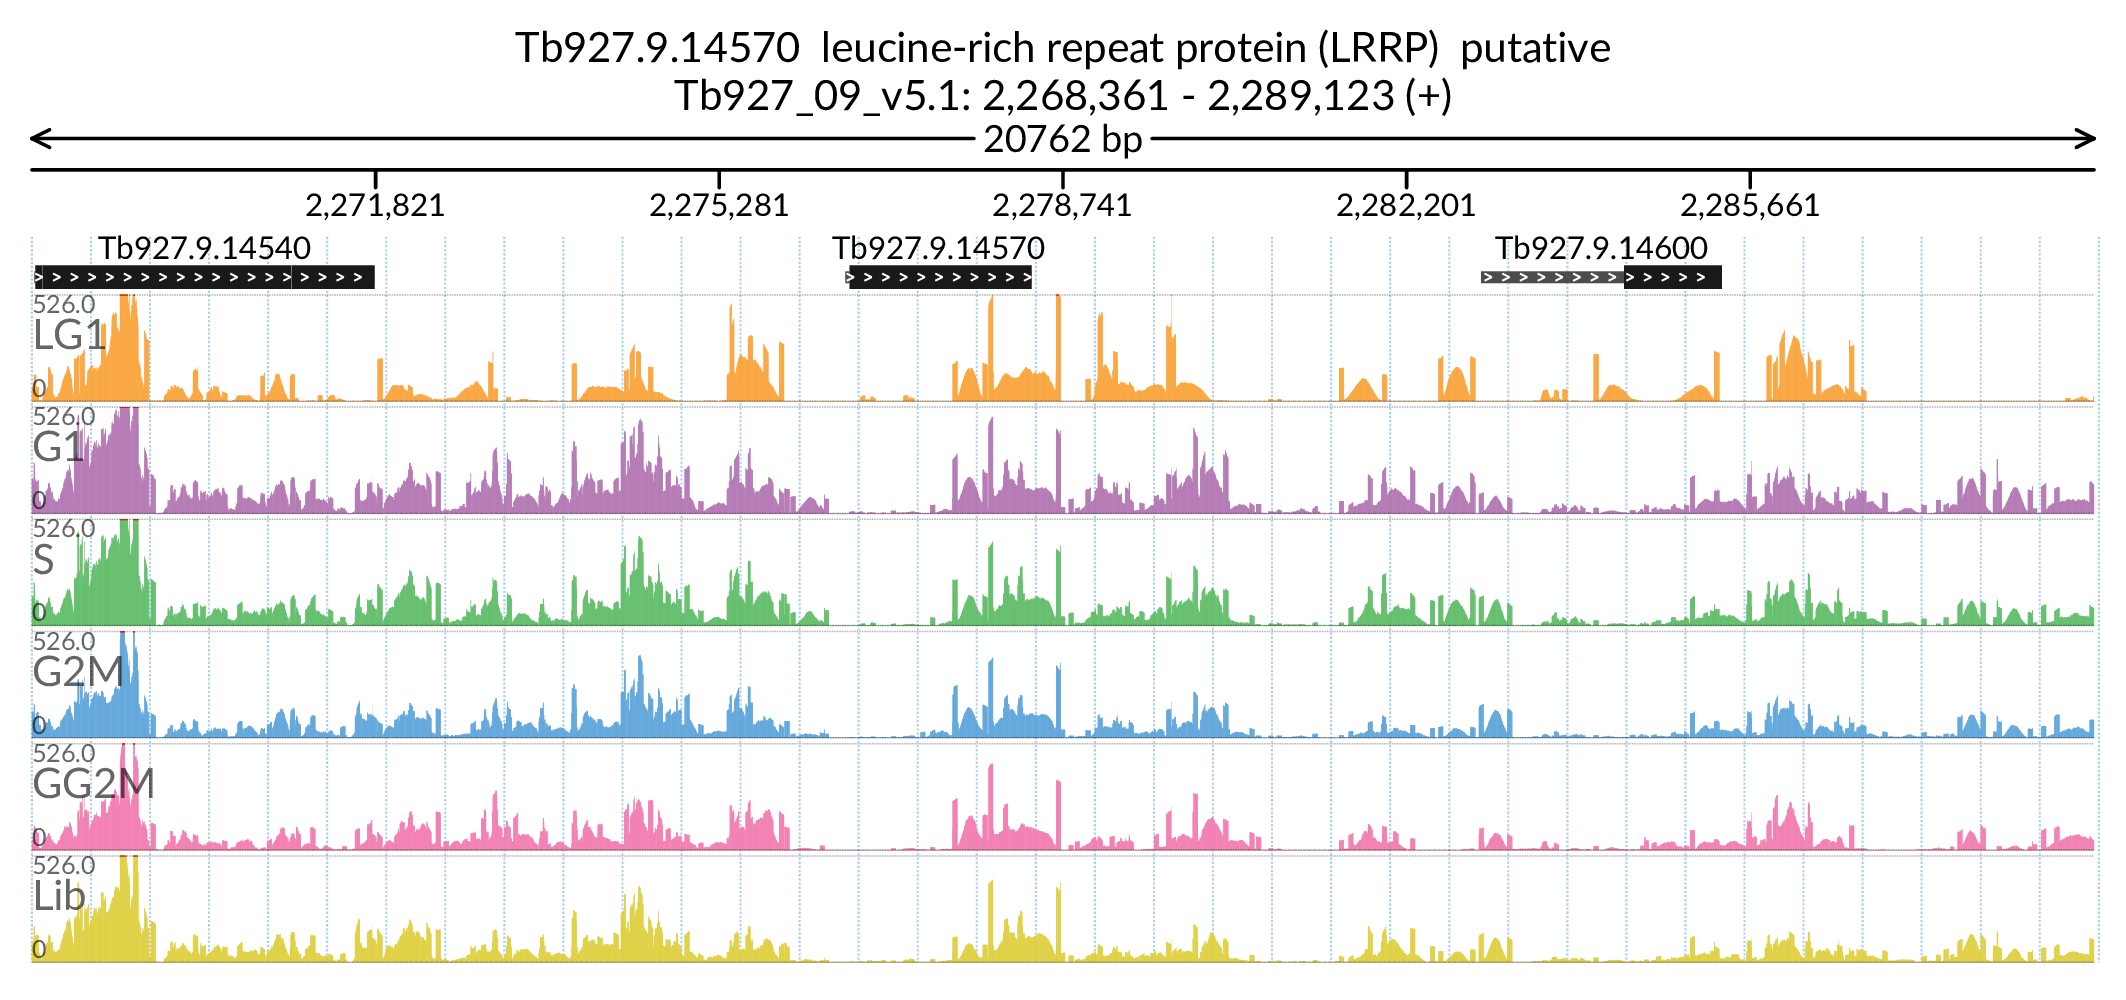 Tb927.9.14570 leucine-rich repeat protein (LRRP) putative
Tb927_09_v5.1: 2,268,361 - 2,289,123 (+)
20762 bp
2,271,821 2,275,281 2,278,741 2,282,201 2,285,661
Tb927.9.14540 Tb927.9.14570 Tb927.9.14600
526.0
LG1
0
526.0
G1
0
526.0
S
0
526.0
G2M
0
526.0
GG2M
0
526.0
Lib
0